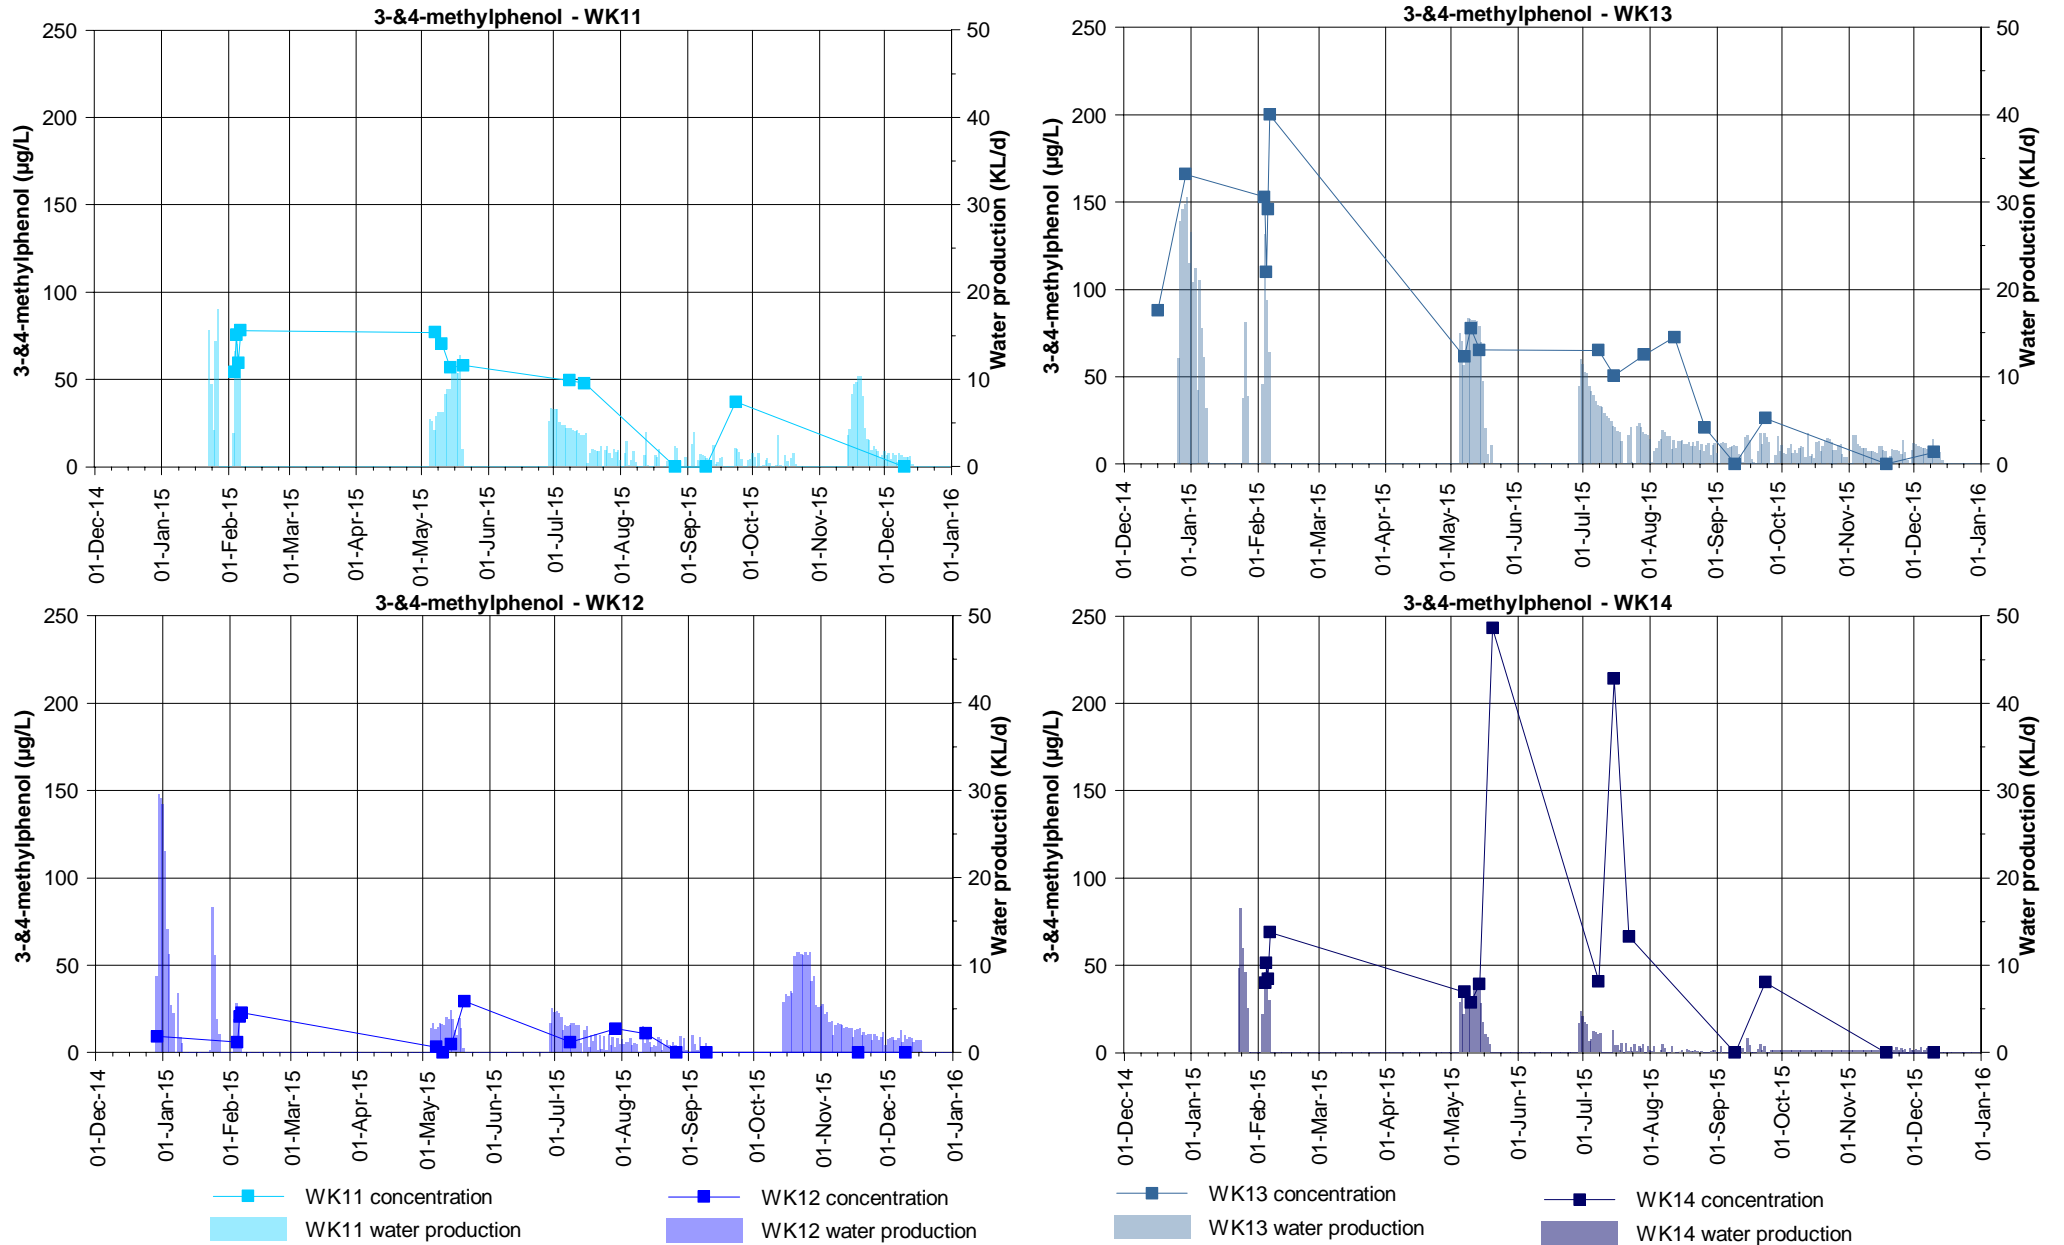 3-&4-methylphenol - WK11
250
200
150
100
50
0
3-&4-methylphenol (µg/L)
50
40
30
20
10
0
Water production (KL/d)
01-Dec-14
01-Jan-15
01-Feb-15
01-Mar-15
01-Apr-15
01-May-15
01-Jun-15
01-Jul-15
01-Aug-15
01-Sep-15
01-Oct-15
01-Nov-15
01-Dec-15
01-Jan-16
3-&4-methylphenol - WK13
250
200
150
100
50
0
3-&4-methylphenol (µg/L)
50
40
30
20
10
0
Water production (KL/d)
01-Dec-14
01-Jan-15
01-Feb-15
01-Mar-15
01-Apr-15
01-May-15
01-Jun-15
01-Jul-15
01-Aug-15
01-Sep-15
01-Oct-15
01-Nov-15
01-Dec-15
01-Jan-16
3-&4-methylphenol - WK12
250
200
150
100
50
0
3-&4-methylphenol (µg/L)
50
40
30
20
10
0
Water production (KL/d)
01-Dec-14
01-Jan-15
01-Feb-15
01-Mar-15
01-Apr-15
01-May-15
01-Jun-15
01-Jul-15
01-Aug-15
01-Sep-15
01-Oct-15
01-Nov-15
01-Dec-15
01-Jan-16
3-&4-methylphenol - WK14
250
200
150
100
50
0
3-&4-methylphenol (µg/L)
50
40
30
20
10
0
Water production (KL/d)
01-Dec-14
01-Jan-15
01-Feb-15
01-Mar-15
01-Apr-15
01-May-15
01-Jun-15
01-Jul-15
01-Aug-15
01-Sep-15
01-Oct-15
01-Nov-15
01-Dec-15
01-Jan-16
WK11 concentration
WK11 water production
WK12 concentration
WK12 water production
WK13 concentration
WK13 water production
WK14 concentration
WK14 water production